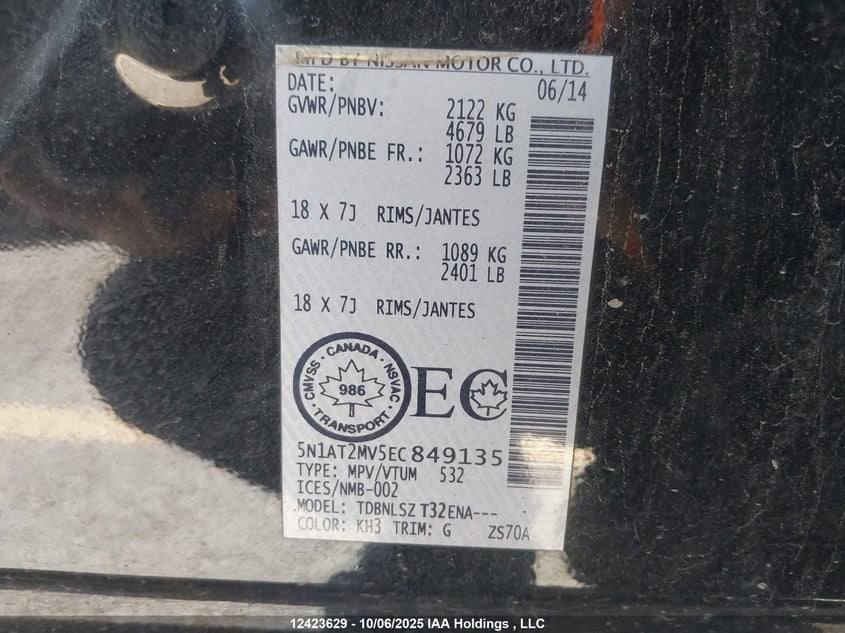 MFD BY NISSAN MOTOR CO., LTD.
DATE: 06/14
GVWR/PNBV: 2122 KG
4679 LB
GAWR/PNBE FR.: 1072 KG
2363 LB
18 X 7J RIMS/JANTES
GAWR/PNBE RR.: 1089 KG
2401 LB
18 X 7J RIMS/JANTES
CMVSS · CANADA · NSVAC
986
· TRANSPORT ·
EC
5N1AT2MV5EC849135
TYPE: MPV/VTUM 532
ICES/NMB-002
MODEL: TDBNLSZ T32ENA---
COLOR: KH3 TRIM: G ZS70A
12423629 - 10/06/2025 IAA Holdings , LLC